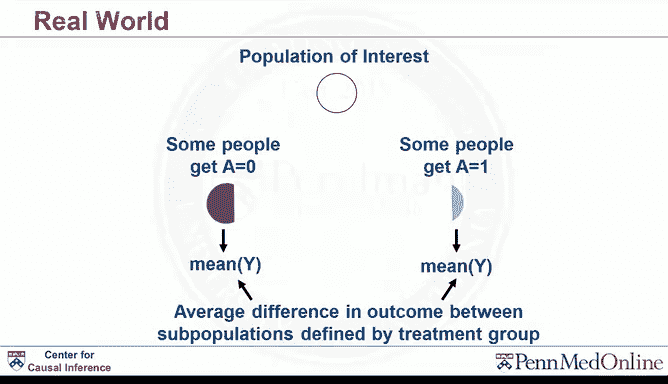 Real World
Population of Interest
Some people
get A=0
Some people
get A=1
mean(Y)
mean(Y)
Average difference in outcome between
subpopulations defined by treatment group
Center for
Causal Inference
PennMedOnline